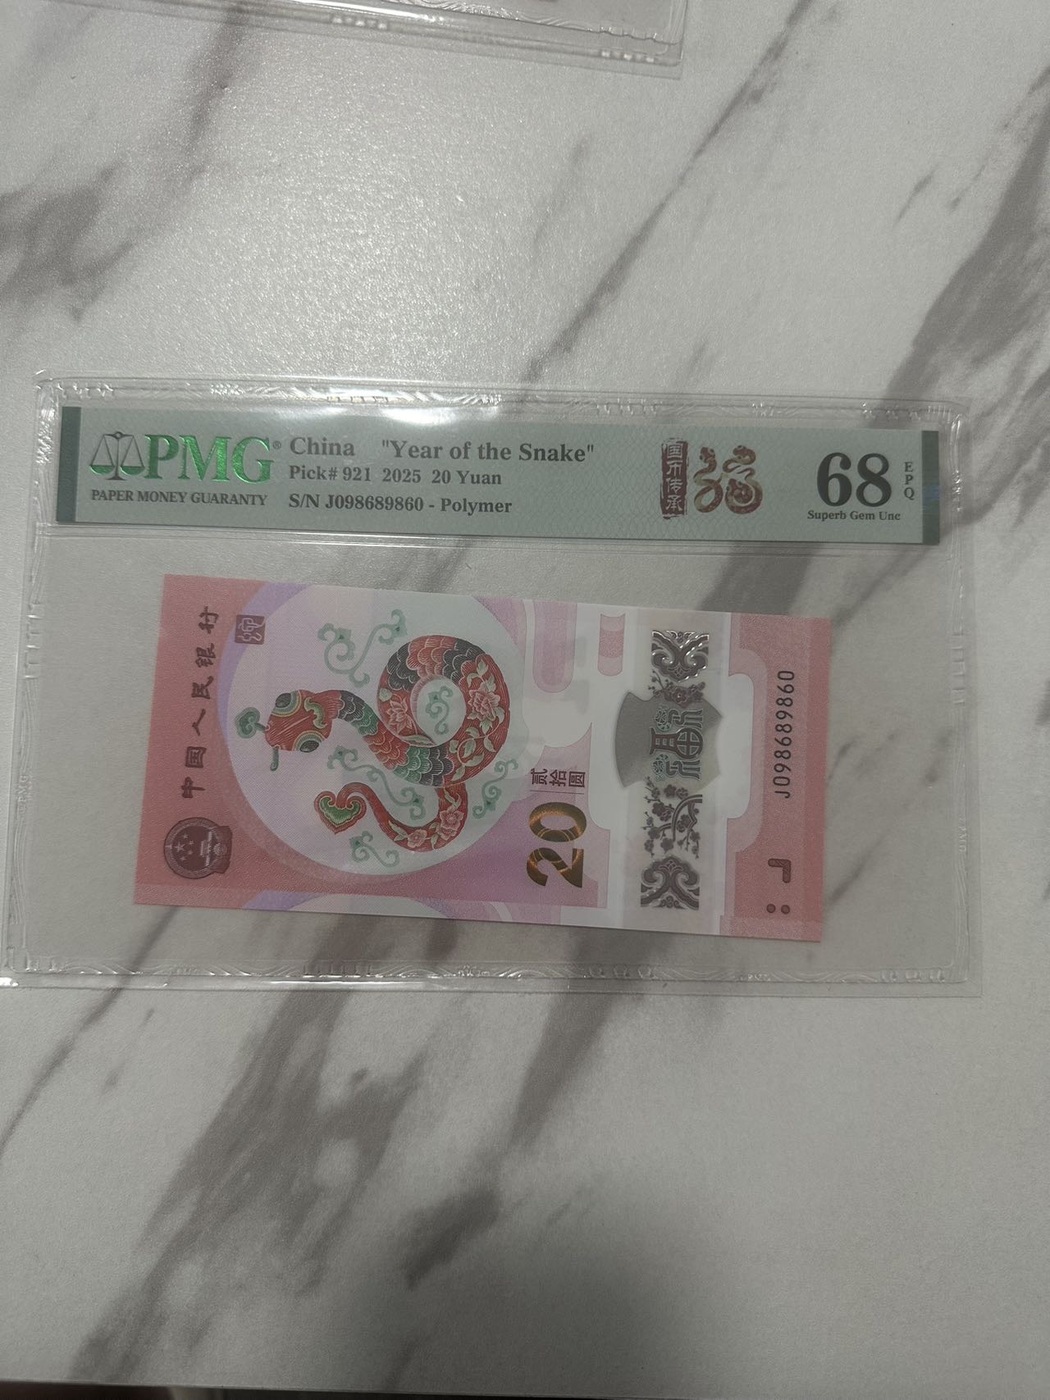 PMG®
PAPER MONEY GUARANTY
China "Year of the Snake"
Pick# 921 2025 20 Yuan
S/N J098689860 - Polymer
国币传承
68
EPQ
Superb Gem Unc
中国人民银行
贰拾圆
20
福
J098689860